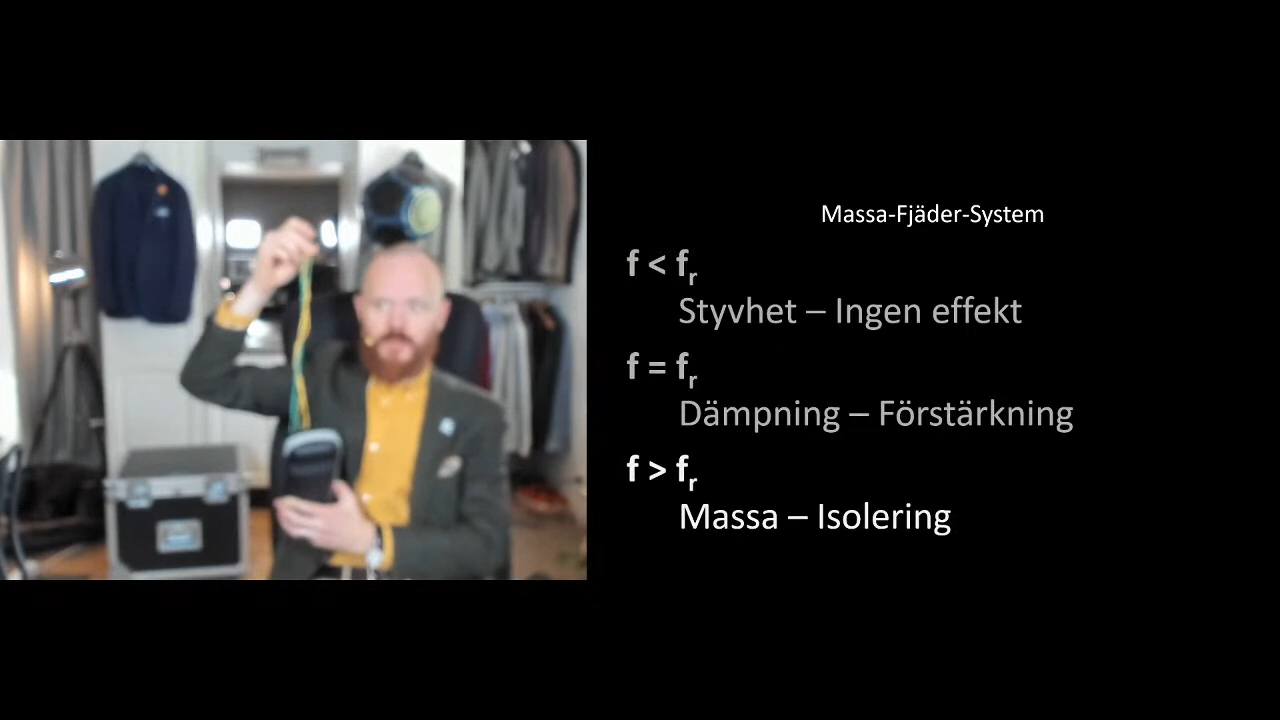 Massa-Fjäder-System
f < fr
Styvhet – Ingen effekt
f = fr
Dämpning – Förstärkning
f > fr
Massa – Isolering